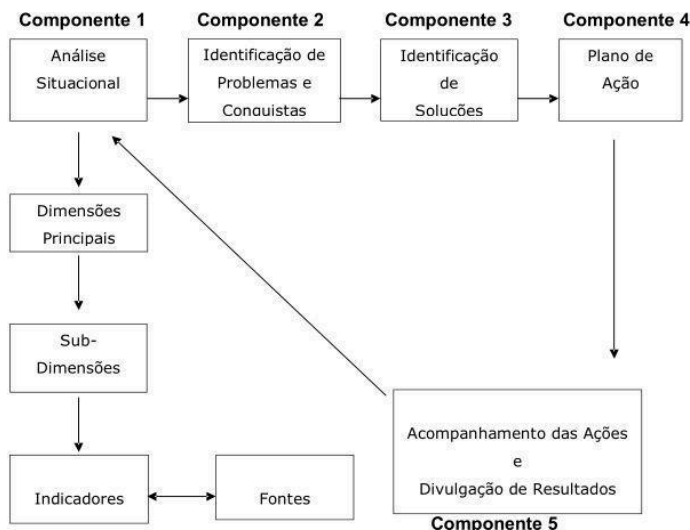 Componente 1
Componente 2
Componente 3
Componente 4
Análise
Situacional
Identificação de
Problemas e
Conquistas
Identificação
de
Soluções
Plano de
Ação
Dimensões
Principais
Sub-
Dimensões
Indicadores
Fontes
Acompanhamento das Ações
e
Divulgação de Resultados
Componente 5